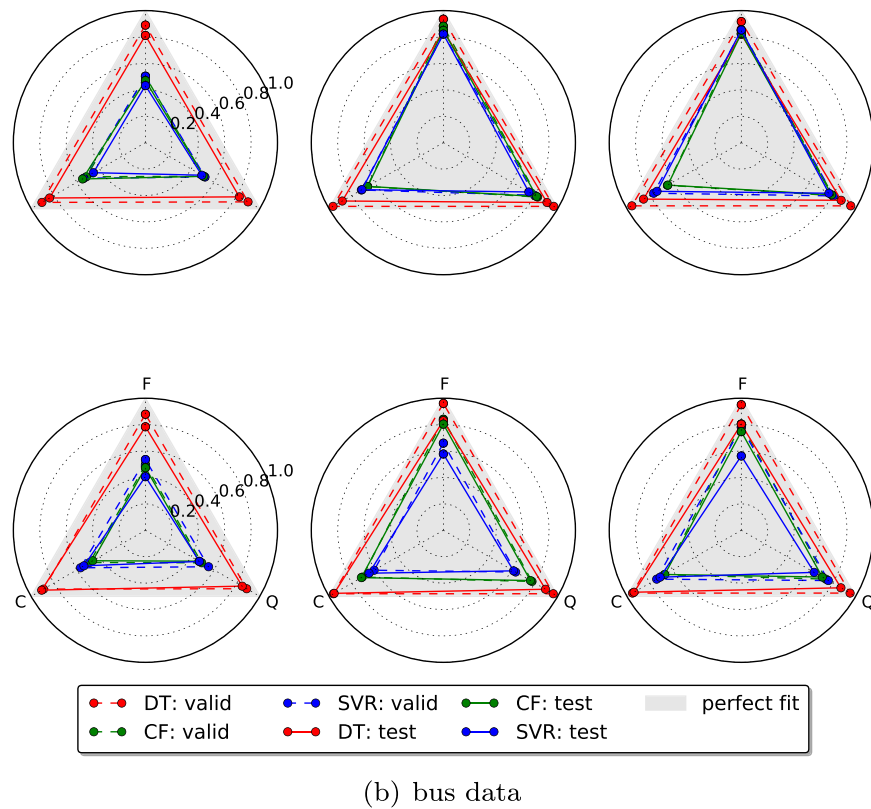 1.0
0.8
0.6
0.4
0.2
F F F
1.0
0.8
0.6
0.4
0.2
C Q C Q C Q
DT: valid SVR: valid CF: test perfect fit
CF: valid DT: test SVR: test
(b) bus data